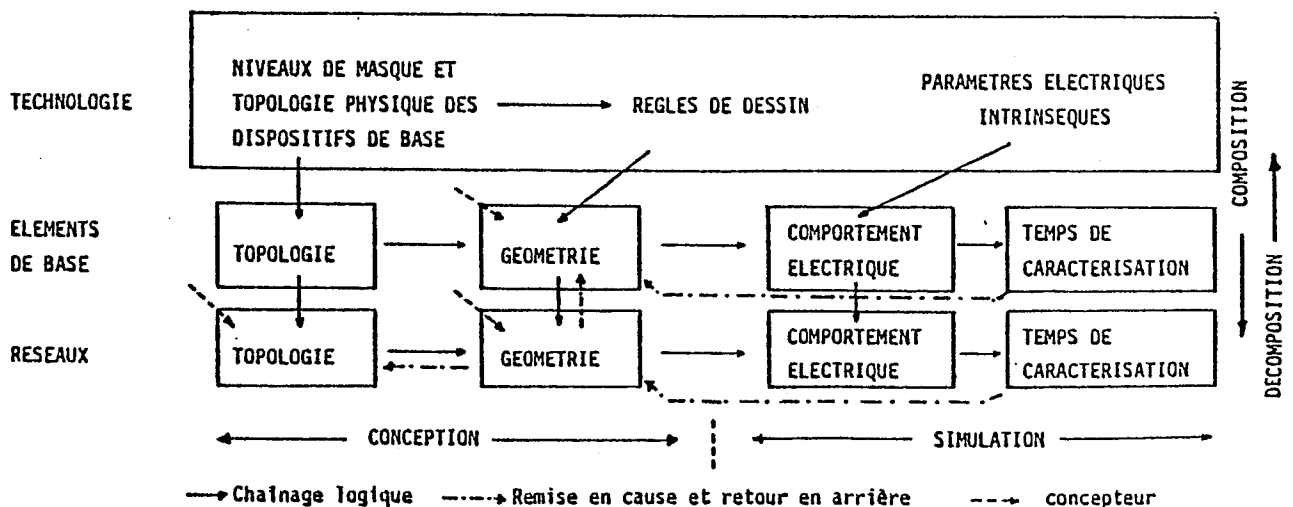 TECHNOLOGIE
NIVEAUX DE MASQUE ET
TOPOLOGIE PHYSIQUE DES
DISPOSITIFS DE BASE
REGLES DE DESSIN
PARAMETRES ELECTRIQUES
INTRINSEQUES
ELEMENTS
DE BASE
TOPOLOGIE
GEOMETRIE
COMPORTEMENT
ELECTRIQUE
TEMPS DE
CARACTERISATION
RESEAUX
TOPOLOGIE
GEOMETRIE
COMPORTEMENT
ELECTRIQUE
TEMPS DE
CARACTERISATION
COMPOSITION
DECOMPOSITION
CONCEPTION
SIMULATION
Chaînage logique
Remise en cause et retour en arrière
concepteur